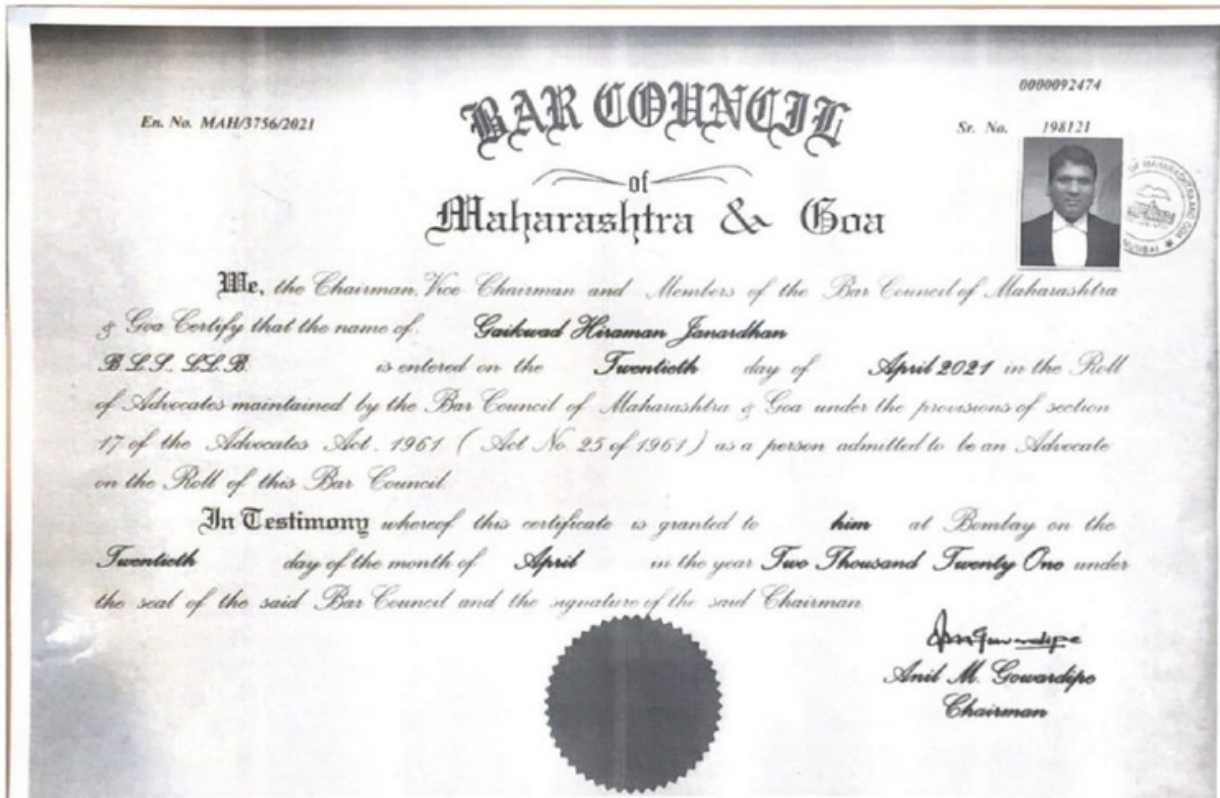 0000092474
En. No. MAH/3756/2021
BAR COUNCIL
Sr. No. 198121
of
Maharashtra & Goa
OF MAHARASHTRA AND GOA
MUMBAI
We, the Chairman, Vice Chairman and Members of the Bar Council of Maharashtra
& Goa Certify that the name of Gaikwad Hiraman Janardhan
B.L.S. L.L.B. is entered on the Twentieth day of April 2021 in the Roll
of Advocates maintained by the Bar Council of Maharashtra & Goa under the provisions of section
17 of the Advocates Act, 1961 ( Act No. 25 of 1961 ) as a person admitted to be an Advocate
on the Roll of this Bar Council.
In Testimony whereof this certificate is granted to him at Bombay on the
Twentieth day of the month of April in the year Two Thousand Twenty One under
the seal of the said Bar Council and the signature of the said Chairman.
Anil M. Gowardipe
Chairman